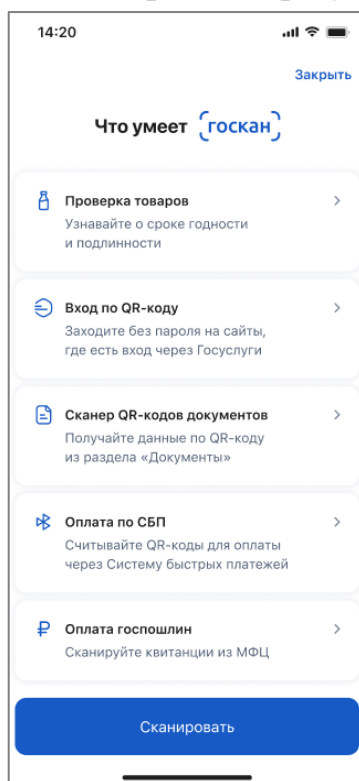 14:20
Закрыть
Что умеет госкан
Проверка товаров
Узнавайте о сроке годности
и подлинности
Вход по QR-коду
Заходите без пароля на сайты,
где есть вход через Госуслуги
Сканер QR-кодов документов
Получайте данные по QR-коду
из раздела «Документы»
Оплата по СБП
Считывайте QR-коды для оплаты
через Систему быстрых платежей
Оплата госпошлин
Сканируйте квитанции из МФЦ
Сканировать